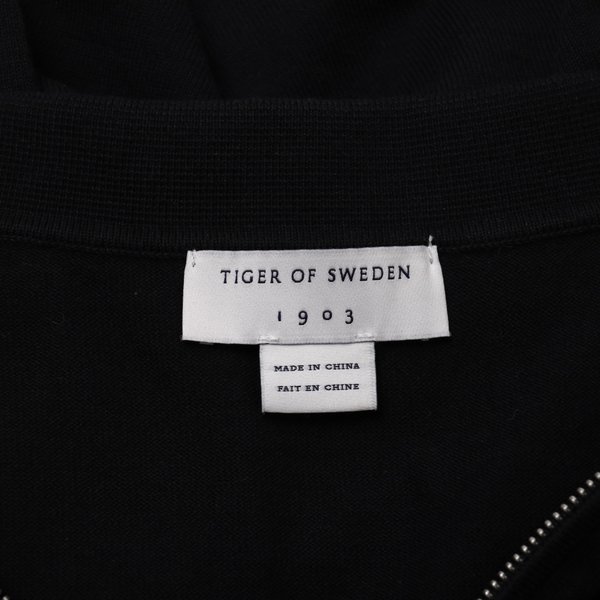 TIGER OF SWEDEN
1903
MADE IN CHINA
FAIT EN CHINE